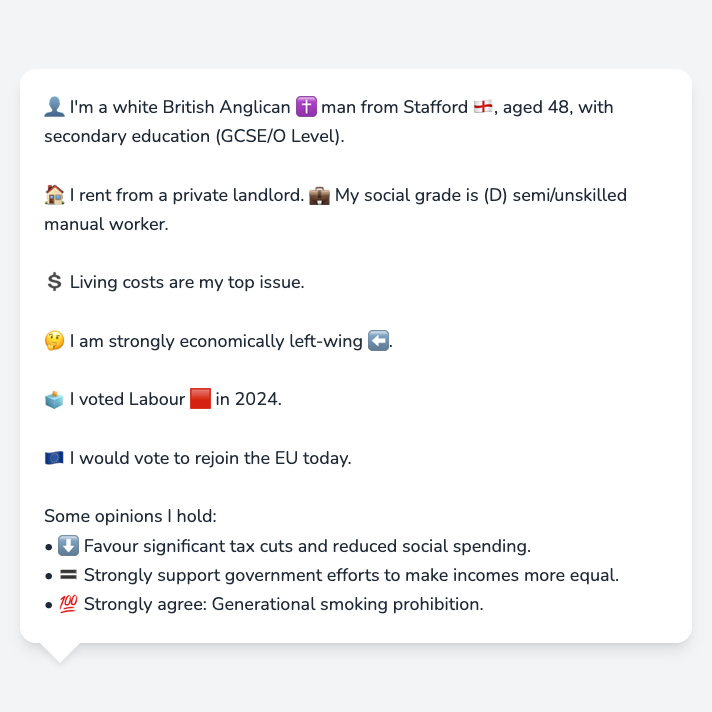 👤 I'm a white British Anglican ✝️ man from Stafford 🏴󠁧󠁢󠁥󠁮󠁧󠁿, aged 48, with
secondary education (GCSE/O Level).
🏠 I rent from a private landlord. 💼 My social grade is (D) semi/unskilled
manual worker.
💲 Living costs are my top issue.
🤔 I am strongly economically left-wing ⬅️.
🗳️ I voted Labour 🟥 in 2024.
🇪🇺 I would vote to rejoin the EU today.
Some opinions I hold:
• ⬇️ Favour significant tax cuts and reduced social spending.
• 🟰 Strongly support government efforts to make incomes more equal.
• 💯 Strongly agree: Generational smoking prohibition.